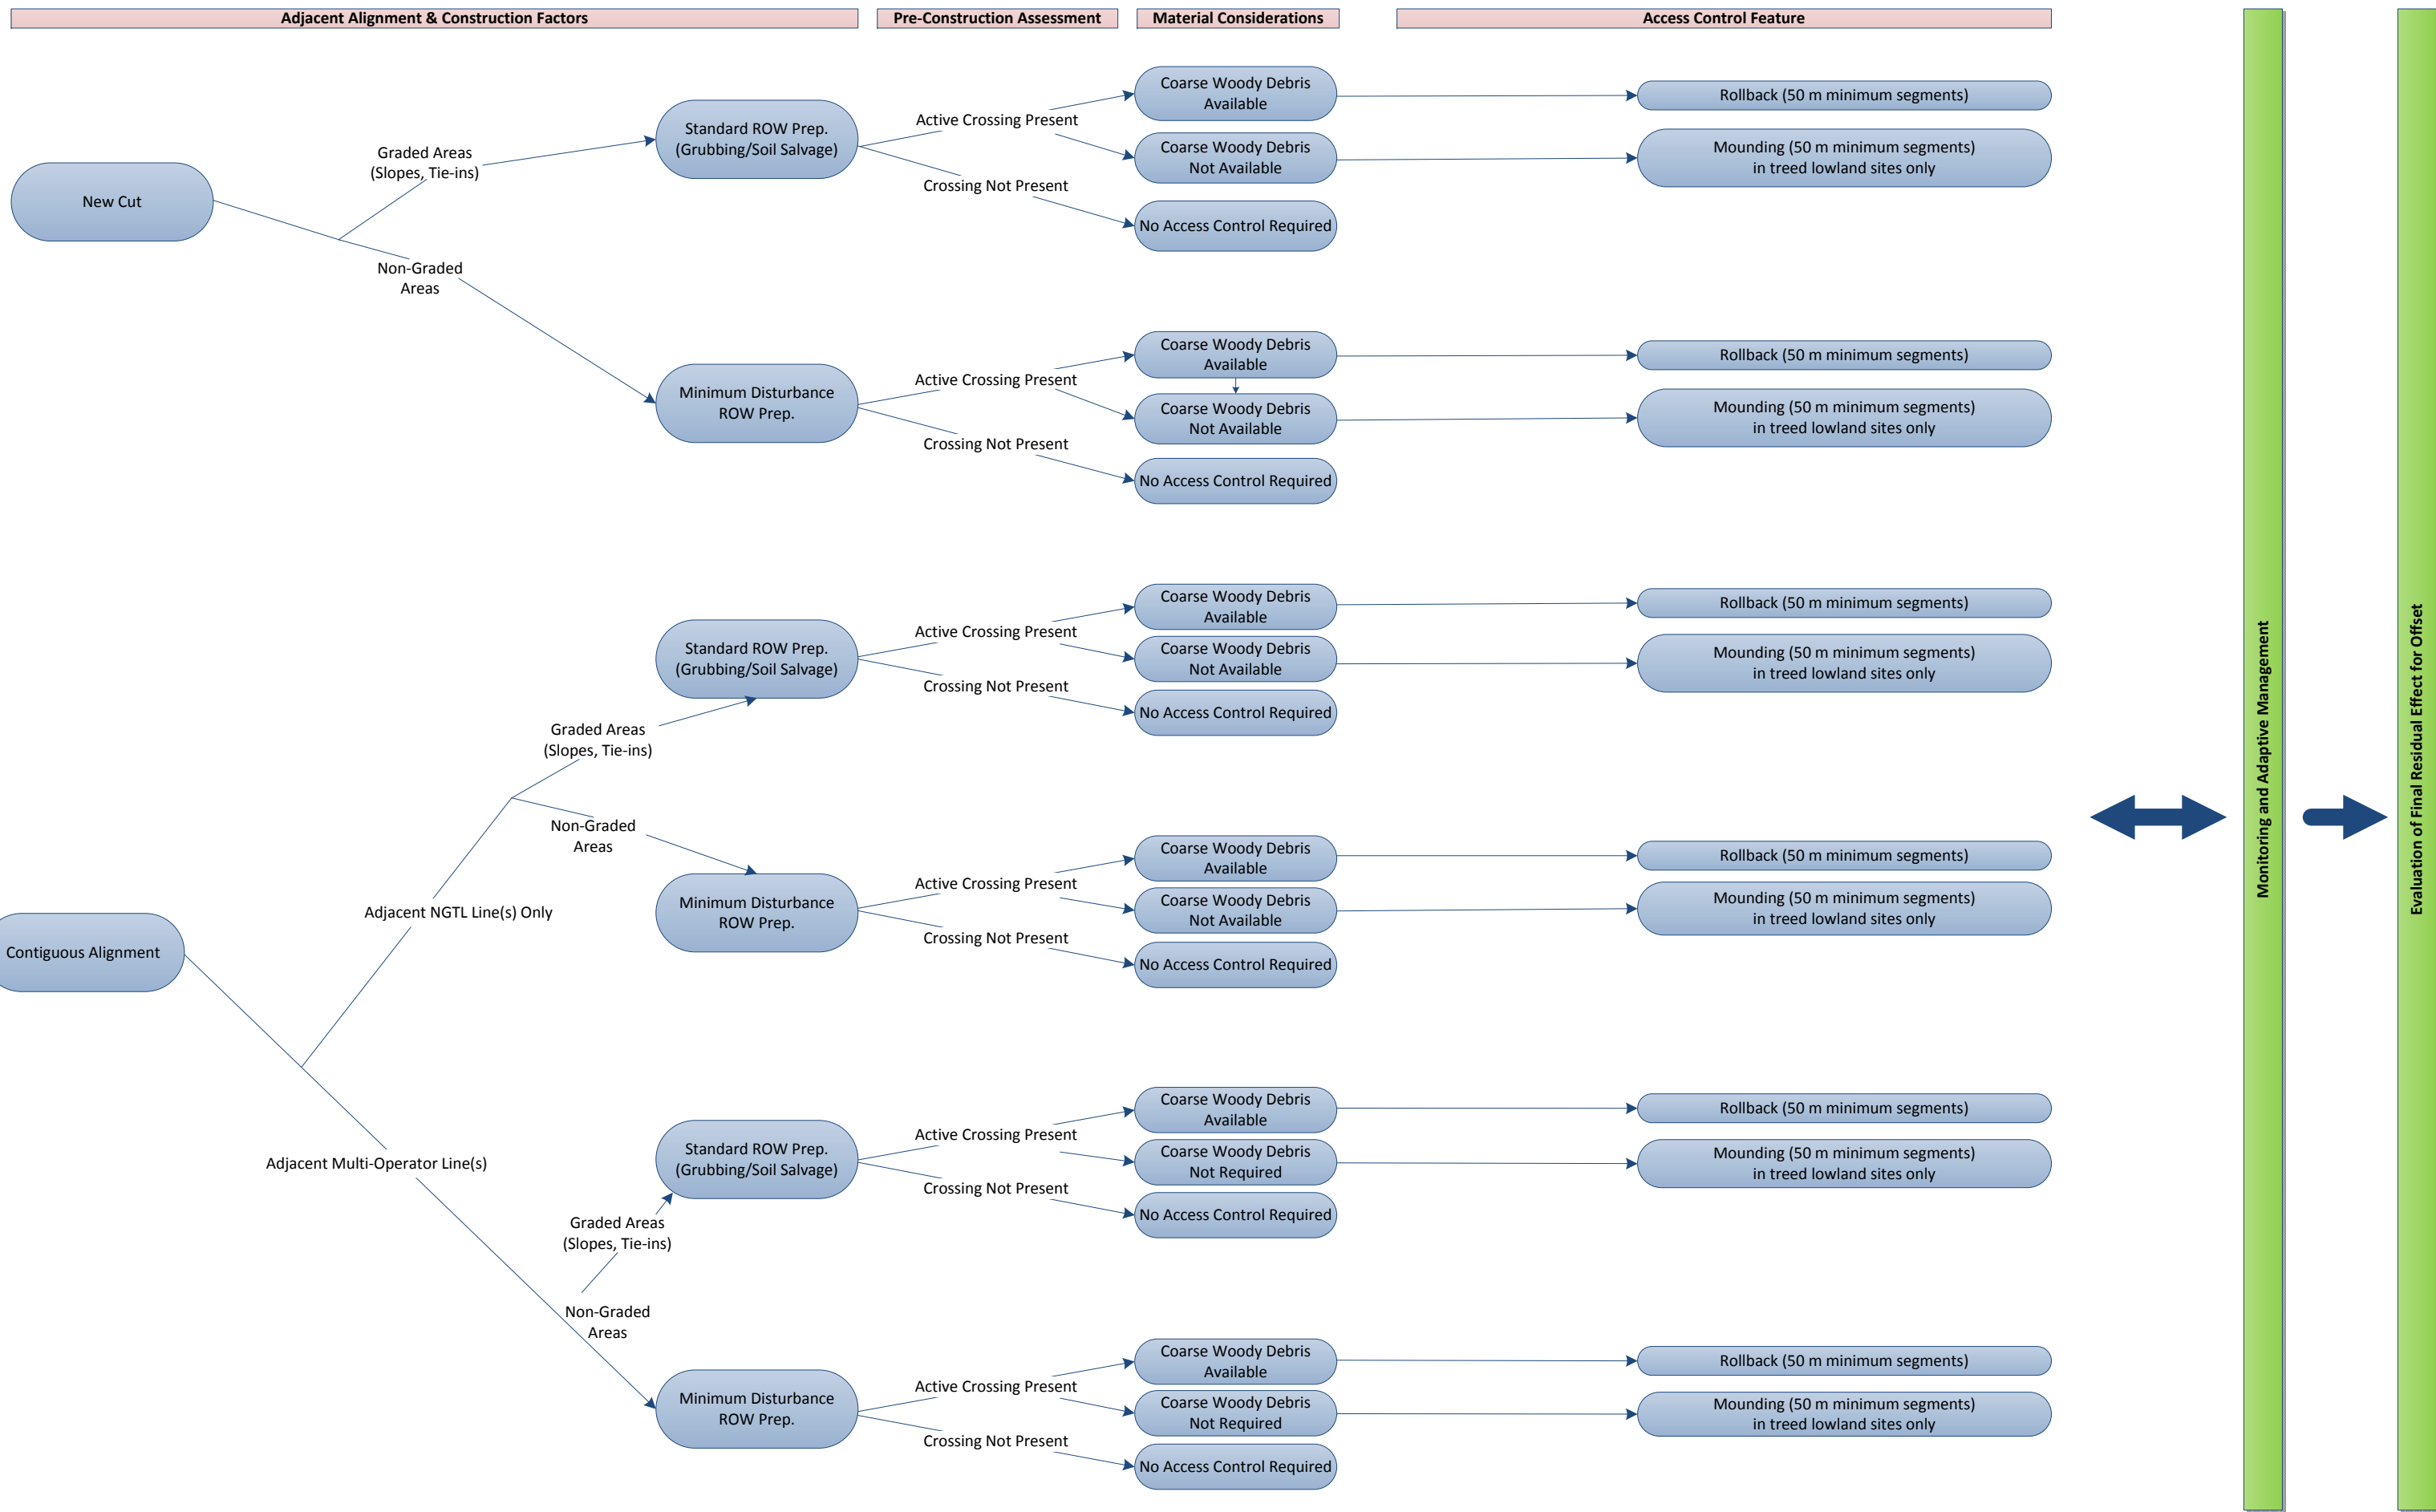 Adjacent Alignment & Construction Factors
Pre-Construction Assessment
Material Considerations
Access Control Feature
New Cut
Graded Areas
(Slopes, Tie-ins)
Non-Graded
Areas
Standard ROW Prep.
(Grubbing/Soil Salvage)
Active Crossing Present
Crossing Not Present
Coarse Woody Debris
Available
Coarse Woody Debris
Not Available
No Access Control Required
Rollback (50 m minimum segments)
Mounding (50 m minimum segments)
in treed lowland sites only
Minimum Disturbance
ROW Prep.
Active Crossing Present
Crossing Not Present
Coarse Woody Debris
Available
Coarse Woody Debris
Not Available
No Access Control Required
Rollback (50 m minimum segments)
Mounding (50 m minimum segments)
in treed lowland sites only
Contiguous Alignment
Adjacent NGTL Line(s) Only
Graded Areas
(Slopes, Tie-ins)
Non-Graded
Areas
Standard ROW Prep.
(Grubbing/Soil Salvage)
Active Crossing Present
Crossing Not Present
Coarse Woody Debris
Available
Coarse Woody Debris
Not Available
No Access Control Required
Rollback (50 m minimum segments)
Mounding (50 m minimum segments)
in treed lowland sites only
Minimum Disturbance
ROW Prep.
Active Crossing Present
Crossing Not Present
Coarse Woody Debris
Available
Coarse Woody Debris
Not Available
No Access Control Required
Rollback (50 m minimum segments)
Mounding (50 m minimum segments)
in treed lowland sites only
Adjacent Multi-Operator Line(s)
Graded Areas
(Slopes, Tie-ins)
Non-Graded
Areas
Standard ROW Prep.
(Grubbing/Soil Salvage)
Active Crossing Present
Crossing Not Present
Coarse Woody Debris
Available
Coarse Woody Debris
Not Required
No Access Control Required
Rollback (50 m minimum segments)
Mounding (50 m minimum segments)
in treed lowland sites only
Minimum Disturbance
ROW Prep.
Active Crossing Present
Crossing Not Present
Coarse Woody Debris
Available
Coarse Woody Debris
Not Required
No Access Control Required
Rollback (50 m minimum segments)
Mounding (50 m minimum segments)
in treed lowland sites only
Monitoring and Adaptive Management
Evaluation of Final Residual Effect for Offset